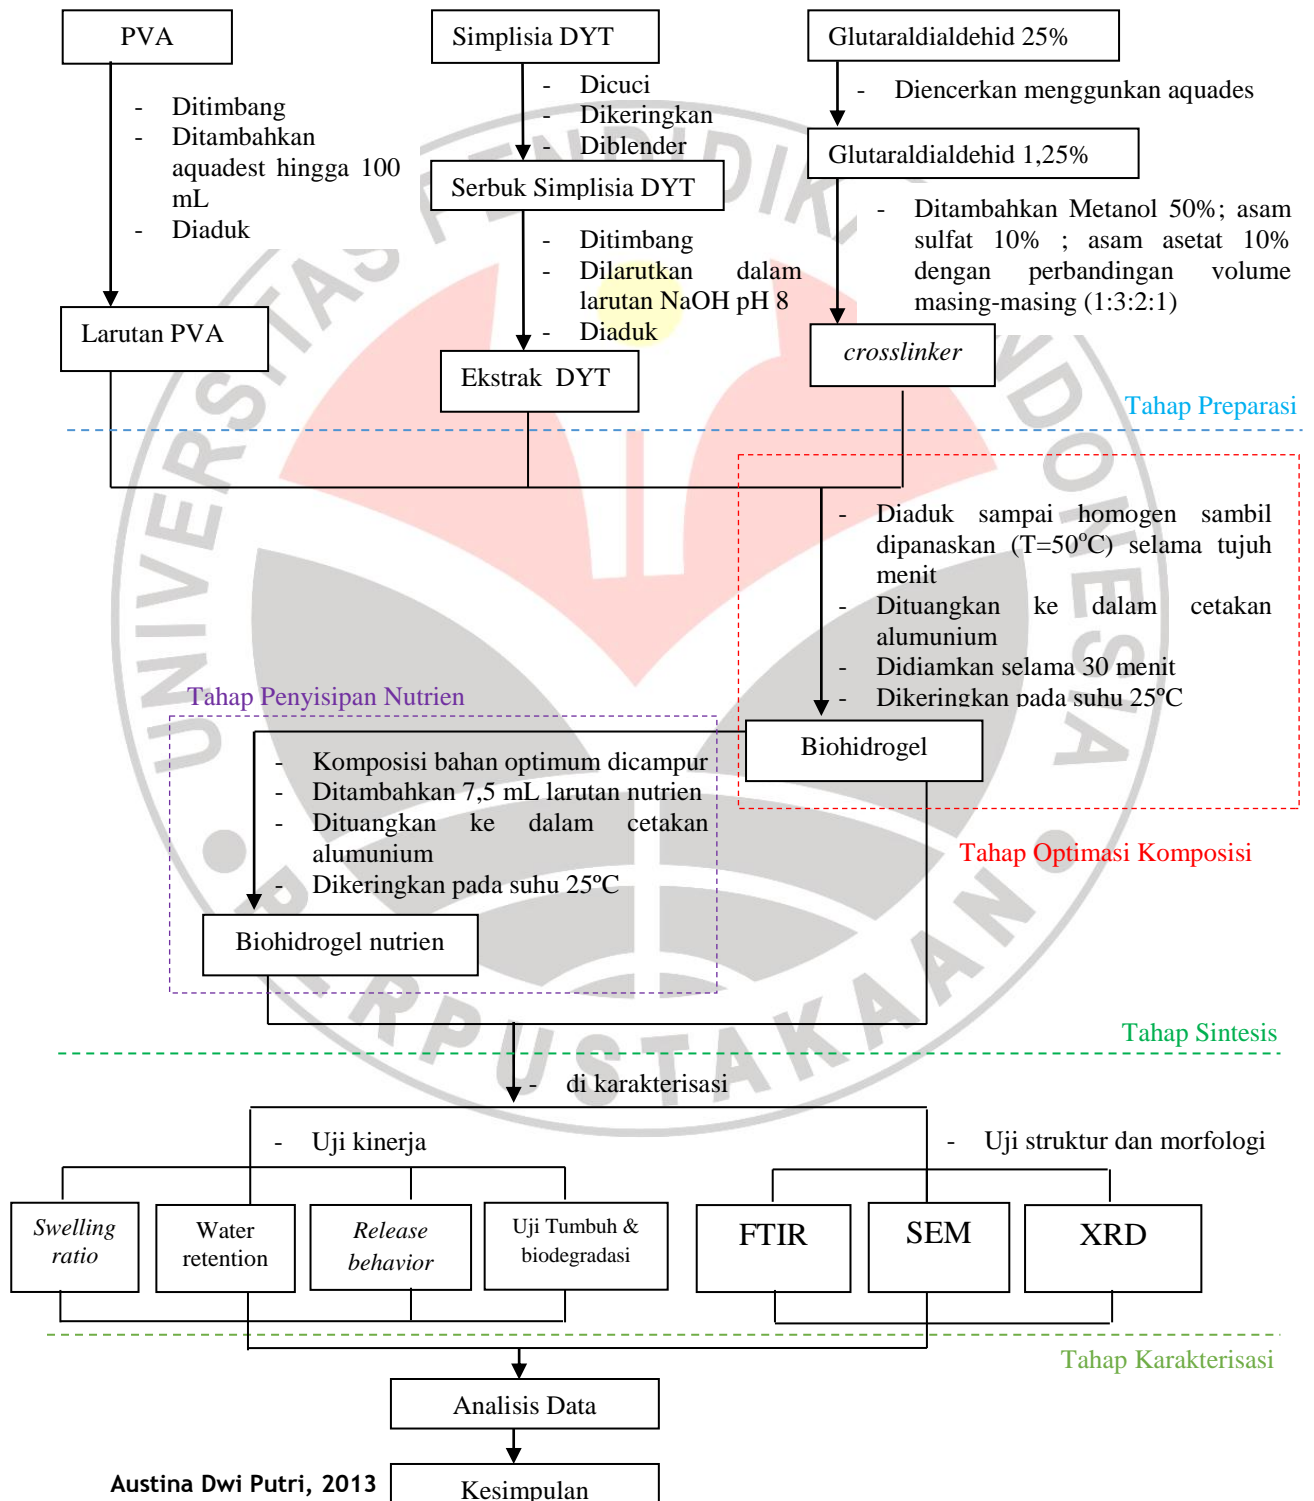 PVA
- Ditimbang
- Ditambahkan
aquadest hingga 100
mL
- Diaduk
Larutan PVA
Simplisia DYT
- Dicuci
- Dikeringkan
- Diblender
Serbuk Simplisia DYT
- Ditimbang
- Dilarutkan dalam
larutan NaOH pH 8
- Diaduk
Ekstrak DYT
Glutaraldialdehid 25%
- Diencerkan menggunkan aquades
Glutaraldialdehid 1,25%
- Ditambahkan Metanol 50%; asam
sulfat 10% ; asam asetat 10%
dengan perbandingan volume
masing-masing (1:3:2:1)
crosslinker
Tahap Preparasi
- Diaduk sampai homogen sambil
dipanaskan (T=50°C) selama tujuh
menit
- Dituangkan ke dalam cetakan
alumunium
- Didiamkan selama 30 menit
- Dikeringkan pada suhu 25ºC
Biohidrogel
Tahap Optimasi Komposisi
Tahap Penyisipan Nutrien
- Komposisi bahan optimum dicampur
- Ditambahkan 7,5 mL larutan nutrien
- Dituangkan ke dalam cetakan
alumunium
- Dikeringkan pada suhu 25ºC
Biohidrogel nutrien
Tahap Sintesis
- di karakterisasi
- Uji kinerja
- Uji struktur dan morfologi
Swelling
ratio
Water
retention
Release
behavior
Uji Tumbuh &
biodegradasi
FTIR
SEM
XRD
Tahap Karakterisasi
Analisis Data
Kesimpulan
Austina Dwi Putri, 2013
UNIVERSITAS PENDIDIKAN INDONESIA
PERPUSTAKAAN